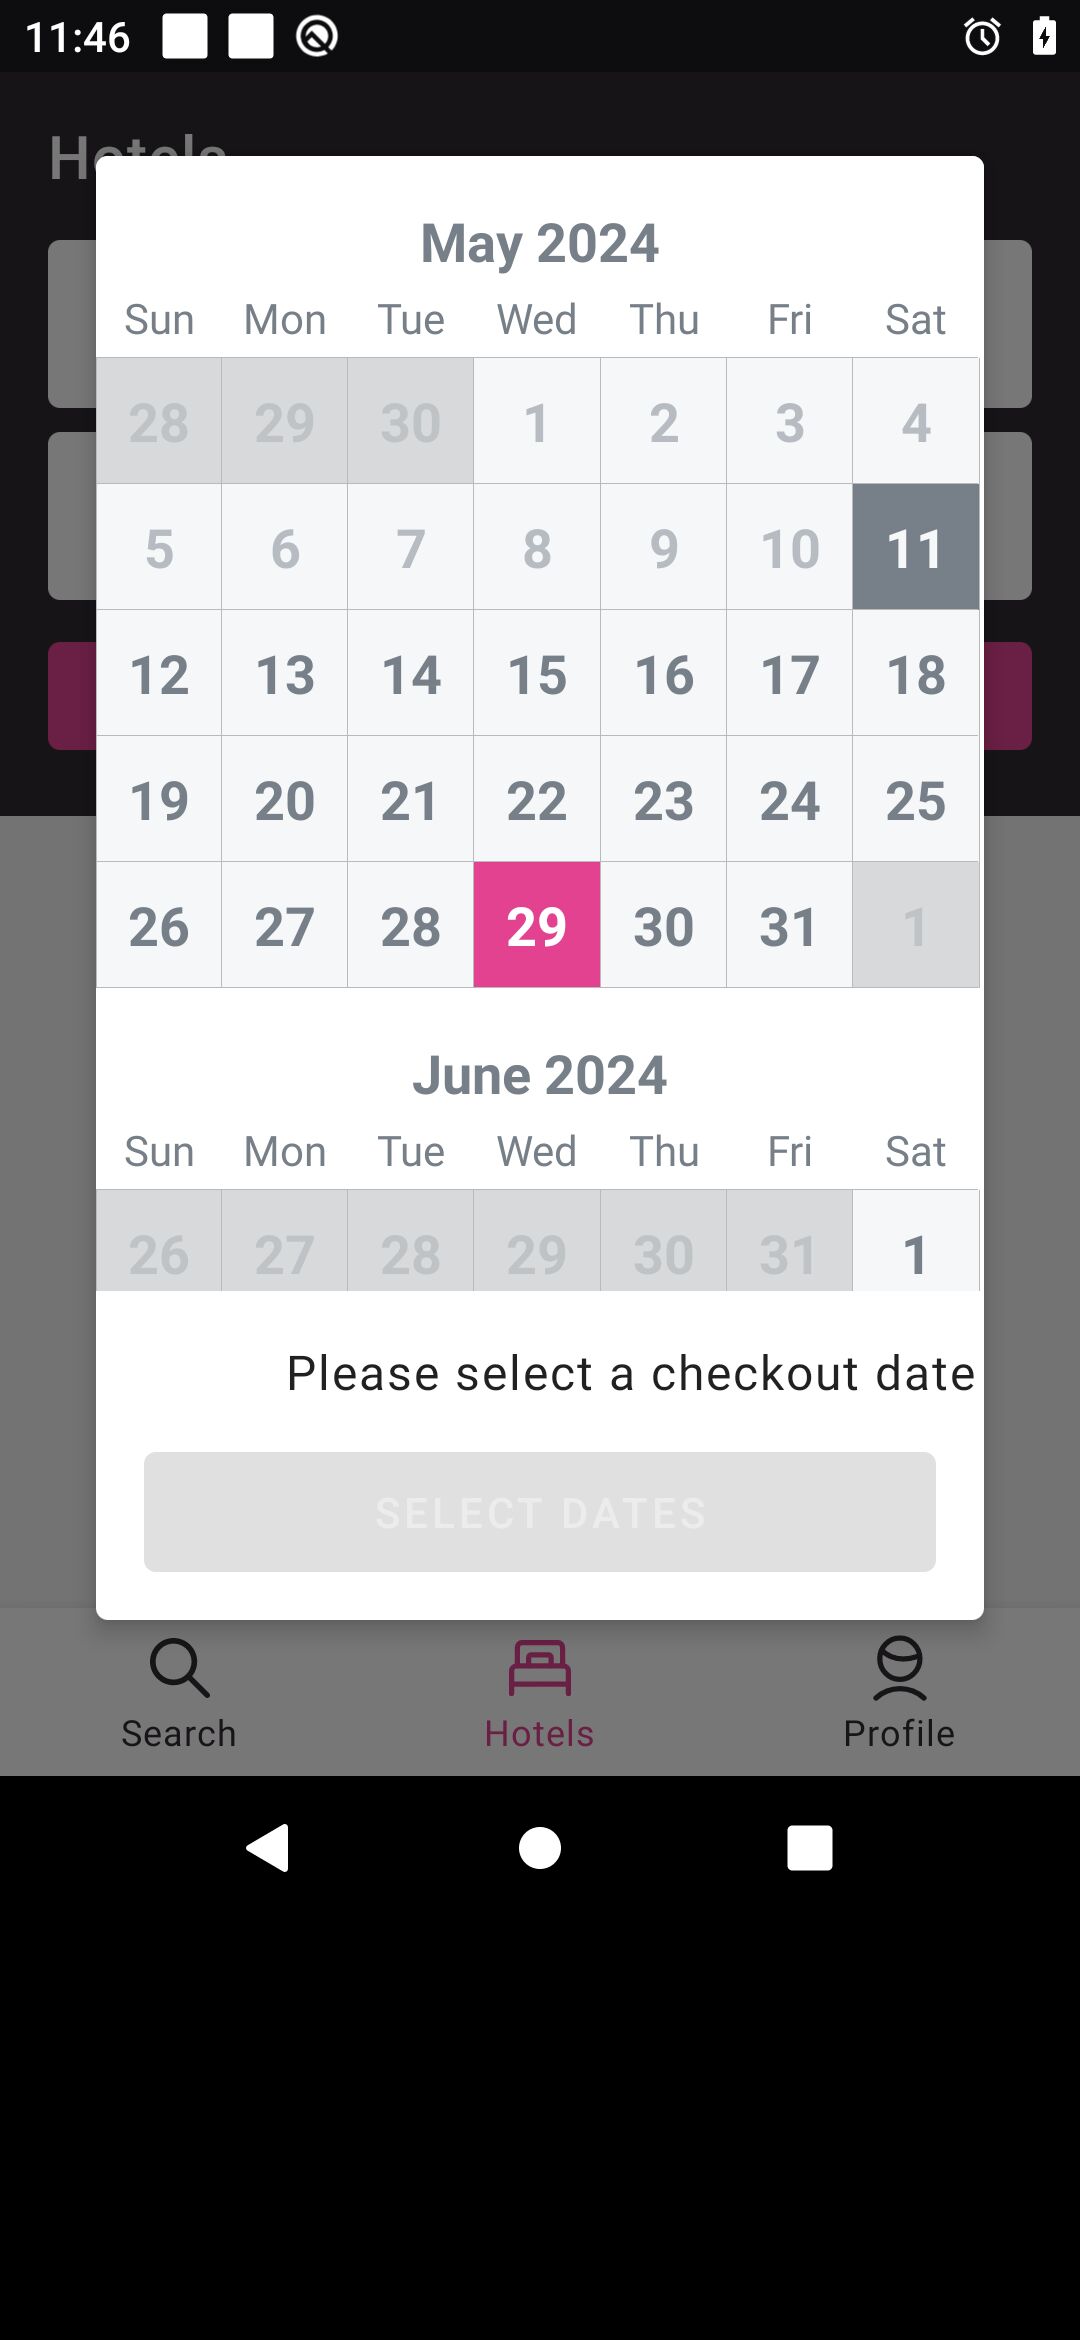 11:46
Hotels
May 2024
Sun Mon Tue Wed Thu Fri Sat
28 29 30 1 2 3 4
5 6 7 8 9 10 11
12 13 14 15 16 17 18
19 20 21 22 23 24 25
26 27 28 29 30 31 1
June 2024
Sun Mon Tue Wed Thu Fri Sat
26 27 28 29 30 31 1
Please select a checkout date
SELECT DATES
Search Hotels Profile